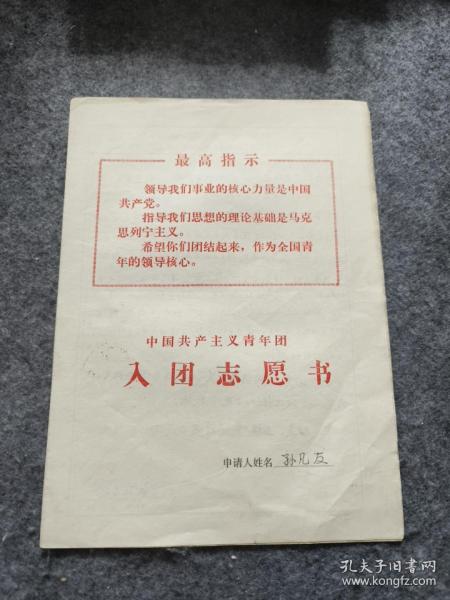 最高指示
领导我们事业的核心力量是中国
共产党。
指导我们思想的理论基础是马克
思列宁主义。
希望你们团结起来，作为全国青
年的领导核心。
中国共产主义青年团
入团志愿书
申请人姓名 孙凡友
孔夫子旧书网
www.kongfz.com